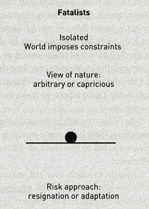 Fatalists
Isolated
World imposes constraints
View of nature:
arbitrary or capricious
Risk approach:
resignation or adaptation